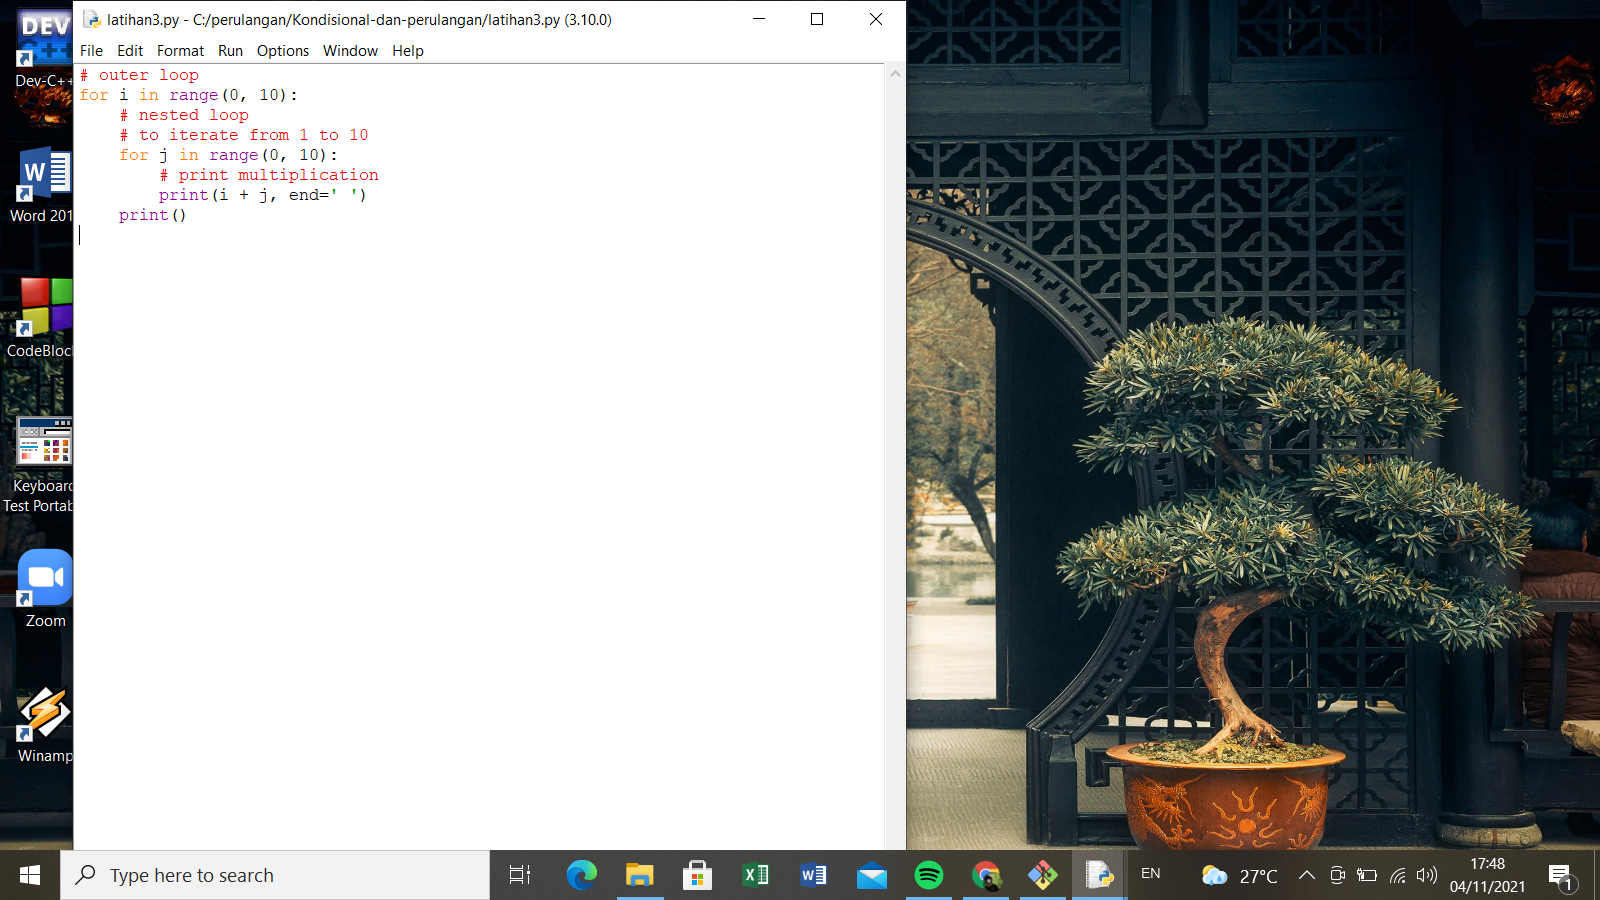 latihan3.py - C:/perulangan/Kondisional-dan-perulangan/latihan3.py (3.10.0)
File Edit Format Run Options Window Help
# outer loop
for i in range(0, 10):
    # nested loop
    # to iterate from 1 to 10
    for j in range(0, 10):
        # print multiplication
        print(i + j, end=' ')
    print()
DEV
C++
Dev-C++
W
Word 201
CodeBloc
Keyboard
Test Portab
Zoom
Winamp
Type here to search
EN
27°C
17:48
04/11/2021
1